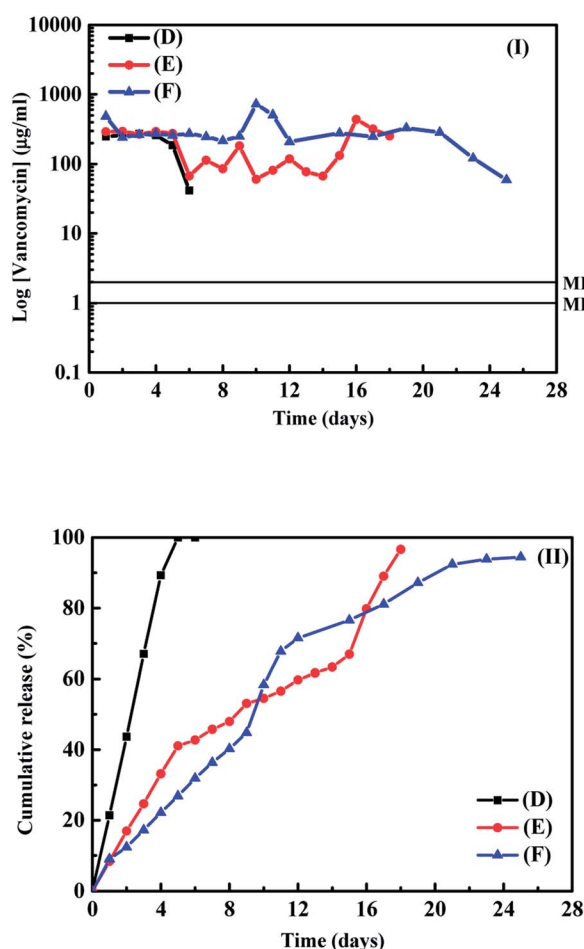 10000
(D)
(E)
(F)
(I)
1000
100
10
1
0.1
MI
MI
Log [Vancomycin] (μg/ml)
0 4 8 12 16 20 24 28
Time (days)
100
(II)
80
60
40
20
0
Cumulative release (%)
(D)
(E)
(F)
0 4 8 12 16 20 24 28
Time (days)